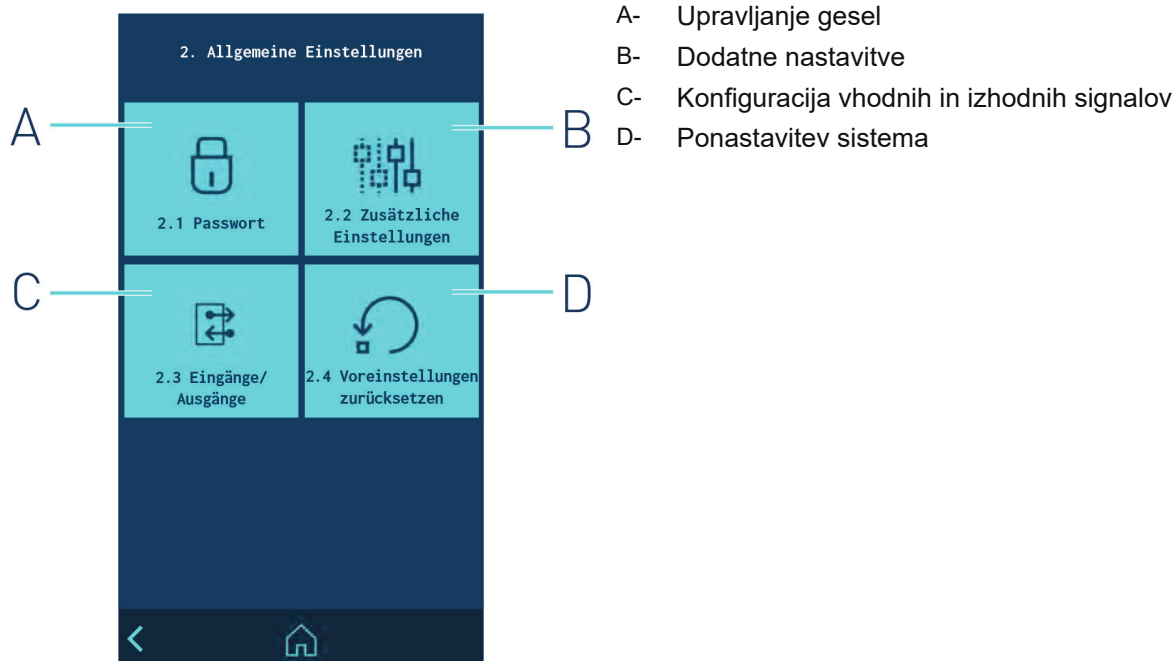 2. Allgemeine Einstellungen
A
B
2.1 Passwort
2.2 Zusätzliche
Einstellungen
C
D
2.3 Eingänge/
Ausgänge
2.4 Voreinstellungen
zurücksetzen
A- Upravljanje gesel
B- Dodatne nastavitve
C- Konfiguracija vhodnih in izhodnih signalov
D- Ponastavitev sistema